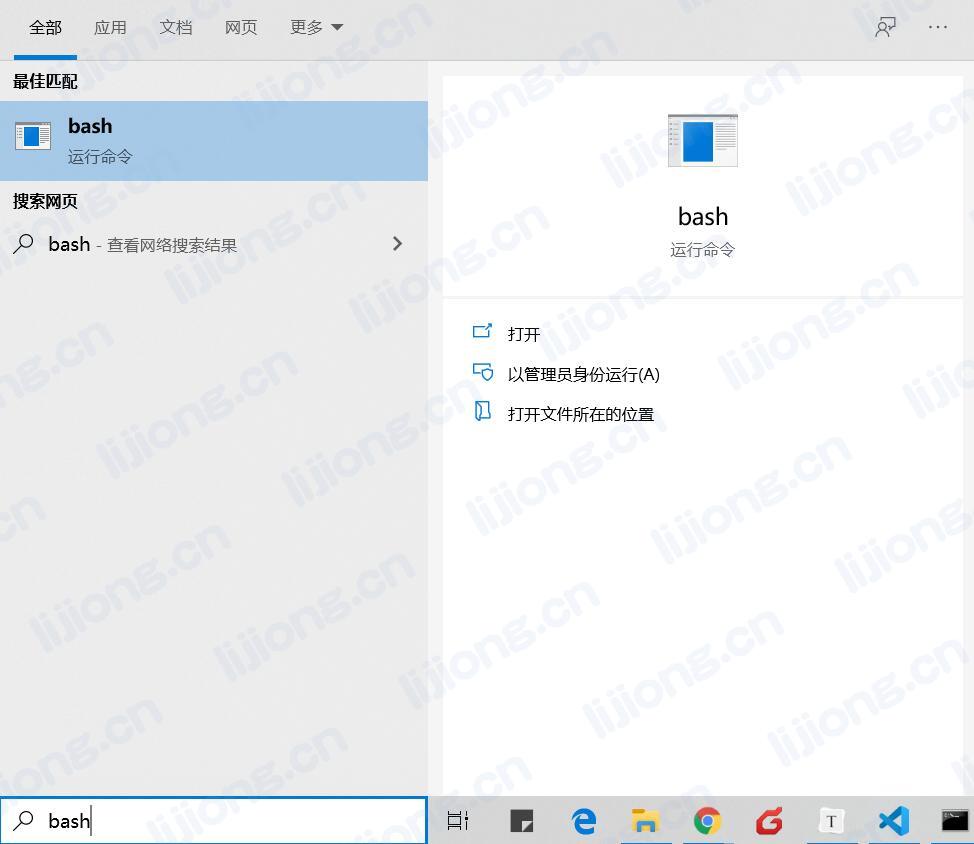 全部 应用 文档 网页 更多
最佳匹配
bash
运行命令
搜索网页
bash - 查看网络搜索结果
bash
运行命令
打开
以管理员身份运行(A)
打开文件所在的位置
bash
T
lijiong.cn